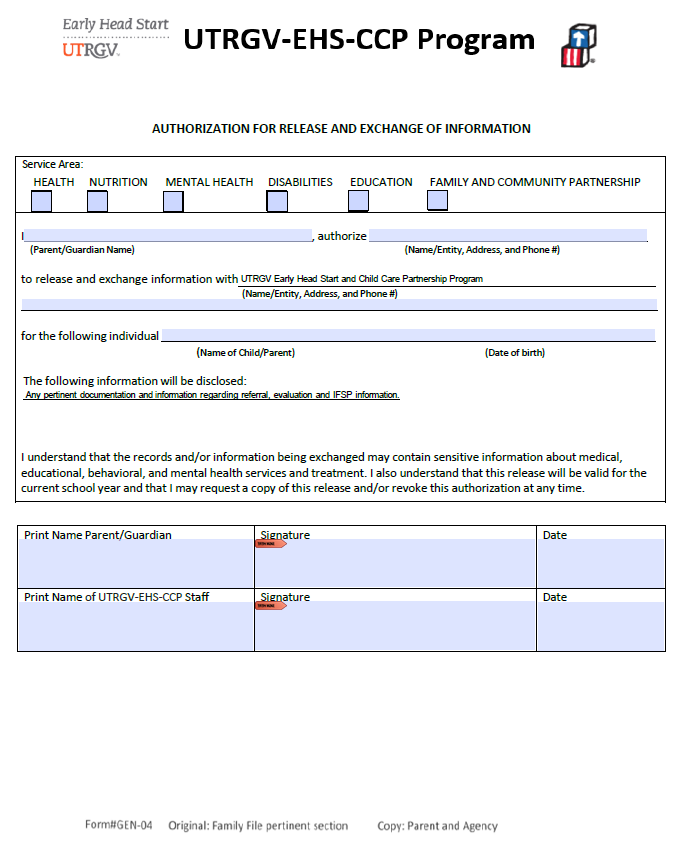 Early Head Start
UTRGV
UTRGV-EHS-CCP Program
AUTHORIZATION FOR RELEASE AND EXCHANGE OF INFORMATION
Service Area:
HEALTH NUTRITION MENTAL HEALTH DISABILITIES EDUCATION FAMILY AND COMMUNITY PARTNERSHIP
I, authorize
(Parent/Guardian Name) (Name/Entity, Address, and Phone #)
to release and exchange information with UTRGV Early Head Start and Child Care Partnership Program
(Name/Entity, Address, and Phone #)
for the following individual
(Name of Child/Parent) (Date of birth)
The following information will be disclosed:
Any pertinent documentation and information regarding referral, evaluation and IFSP information.
I understand that the records and/or information being exchanged may contain sensitive information about medical,
educational, behavioral, and mental health services and treatment. I also understand that this release will be valid for the
current school year and that I may request a copy of this release and/or revoke this authorization at any time.
Print Name Parent/Guardian Signature Date
Print Name of UTRGV-EHS-CCP Staff Signature Date
Form#GEN-04 Original: Family File pertinent section Copy: Parent and Agency